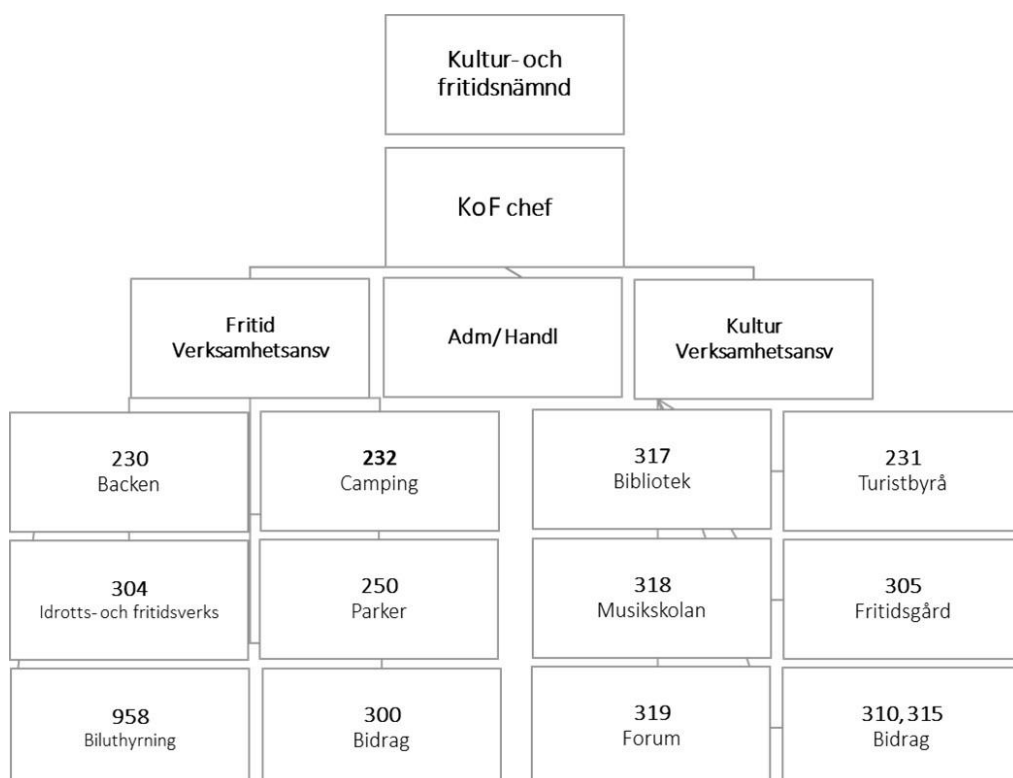 Kultur- och
fritidsnämnd
KoF chef
Fritid
Verksamhetsansv
Adm/Handl
Kultur
Verksamhetsansv
230
Backen
232
Camping
317
Bibliotek
231
Turistbyrå
304
Idrotts- och fritidsverks
250
Parker
318
Musikskolan
305
Fritidsgård
958
Biluthyrning
300
Bidrag
319
Forum
310,315
Bidrag